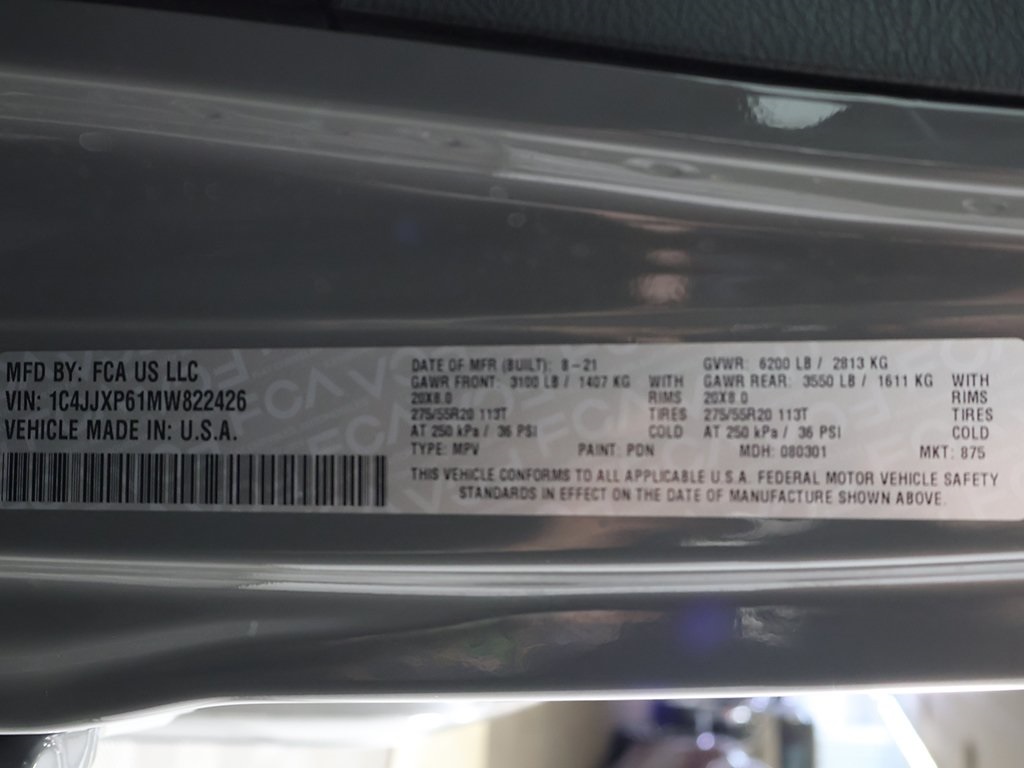 MFD BY: FCA US LLC
VIN: 1C4JJXP61MW822426
VEHICLE MADE IN: U.S.A.
DATE OF MFR (BUILT): 8-21 GVWR: 6200 LB / 2813 KG
GAWR FRONT: 3100 LB / 1407 KG WITH GAWR REAR: 3550 LB / 1611 KG WITH
20X8.0 RIMS 20X8.0 RIMS
275/55R20 113T TIRES 275/55R20 113T TIRES
AT 250 kPa / 36 PSI COLD AT 250 kPa / 36 PSI COLD
TYPE: MPV PAINT: PDN MDH: 080301 MKT: 875
THIS VEHICLE CONFORMS TO ALL APPLICABLE U.S.A. FEDERAL MOTOR VEHICLE SAFETY
STANDARDS IN EFFECT ON THE DATE OF MANUFACTURE SHOWN ABOVE.